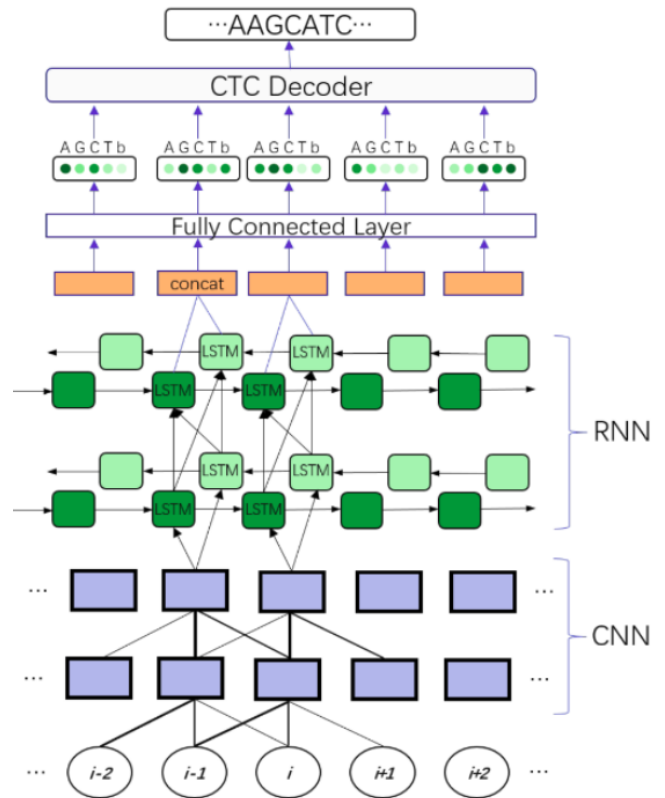 ···AAGCATC···
CTC Decoder
A G C T b A G C T b A G C T b A G C T b A G C T b
Fully Connected Layer
concat
LSTM LSTM
LSTM LSTM
RNN
LSTM LSTM
LSTM LSTM
... ...
CNN
... ...
... i-2 i-1 i i+1 i+2 ...